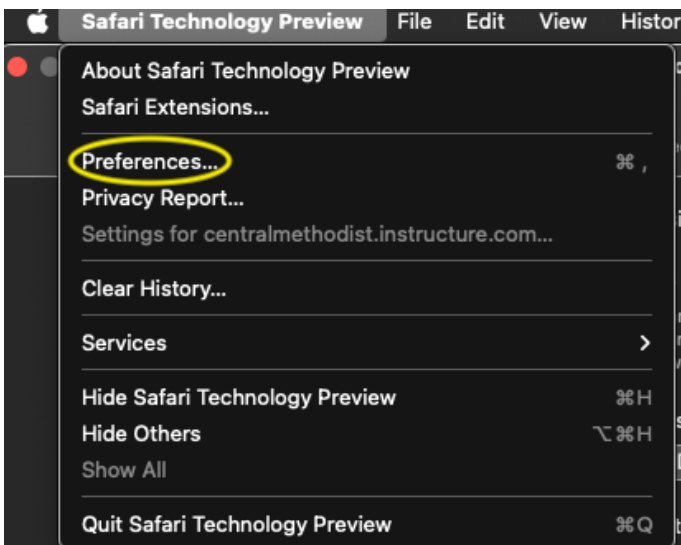 Safari Technology Preview File Edit View Histor
About Safari Technology Preview
Safari Extensions...
Preferences... ⌘ ,
Privacy Report...
Settings for centralmethodist.instructure.com...
Clear History...
Services
Hide Safari Technology Preview ⌘H
Hide Others ⌥⌘H
Show All
Quit Safari Technology Preview ⌘Q